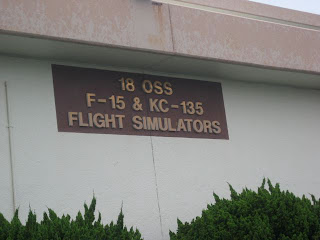 18 OSS
F-15 & KC-135
FLIGHT SIMULATORS